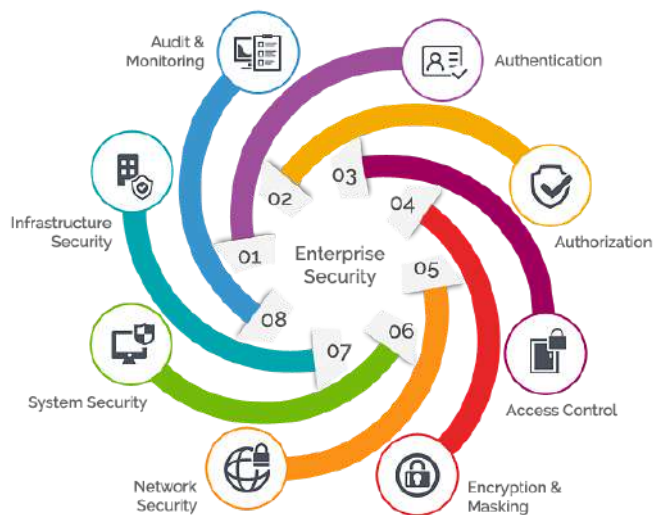 Audit &
Monitoring
Authentication
Authorization
Access Control
Encryption &
Masking
Network
Security
System Security
Infrastructure
Security
Enterprise
Security
01
02
03
04
05
06
07
08